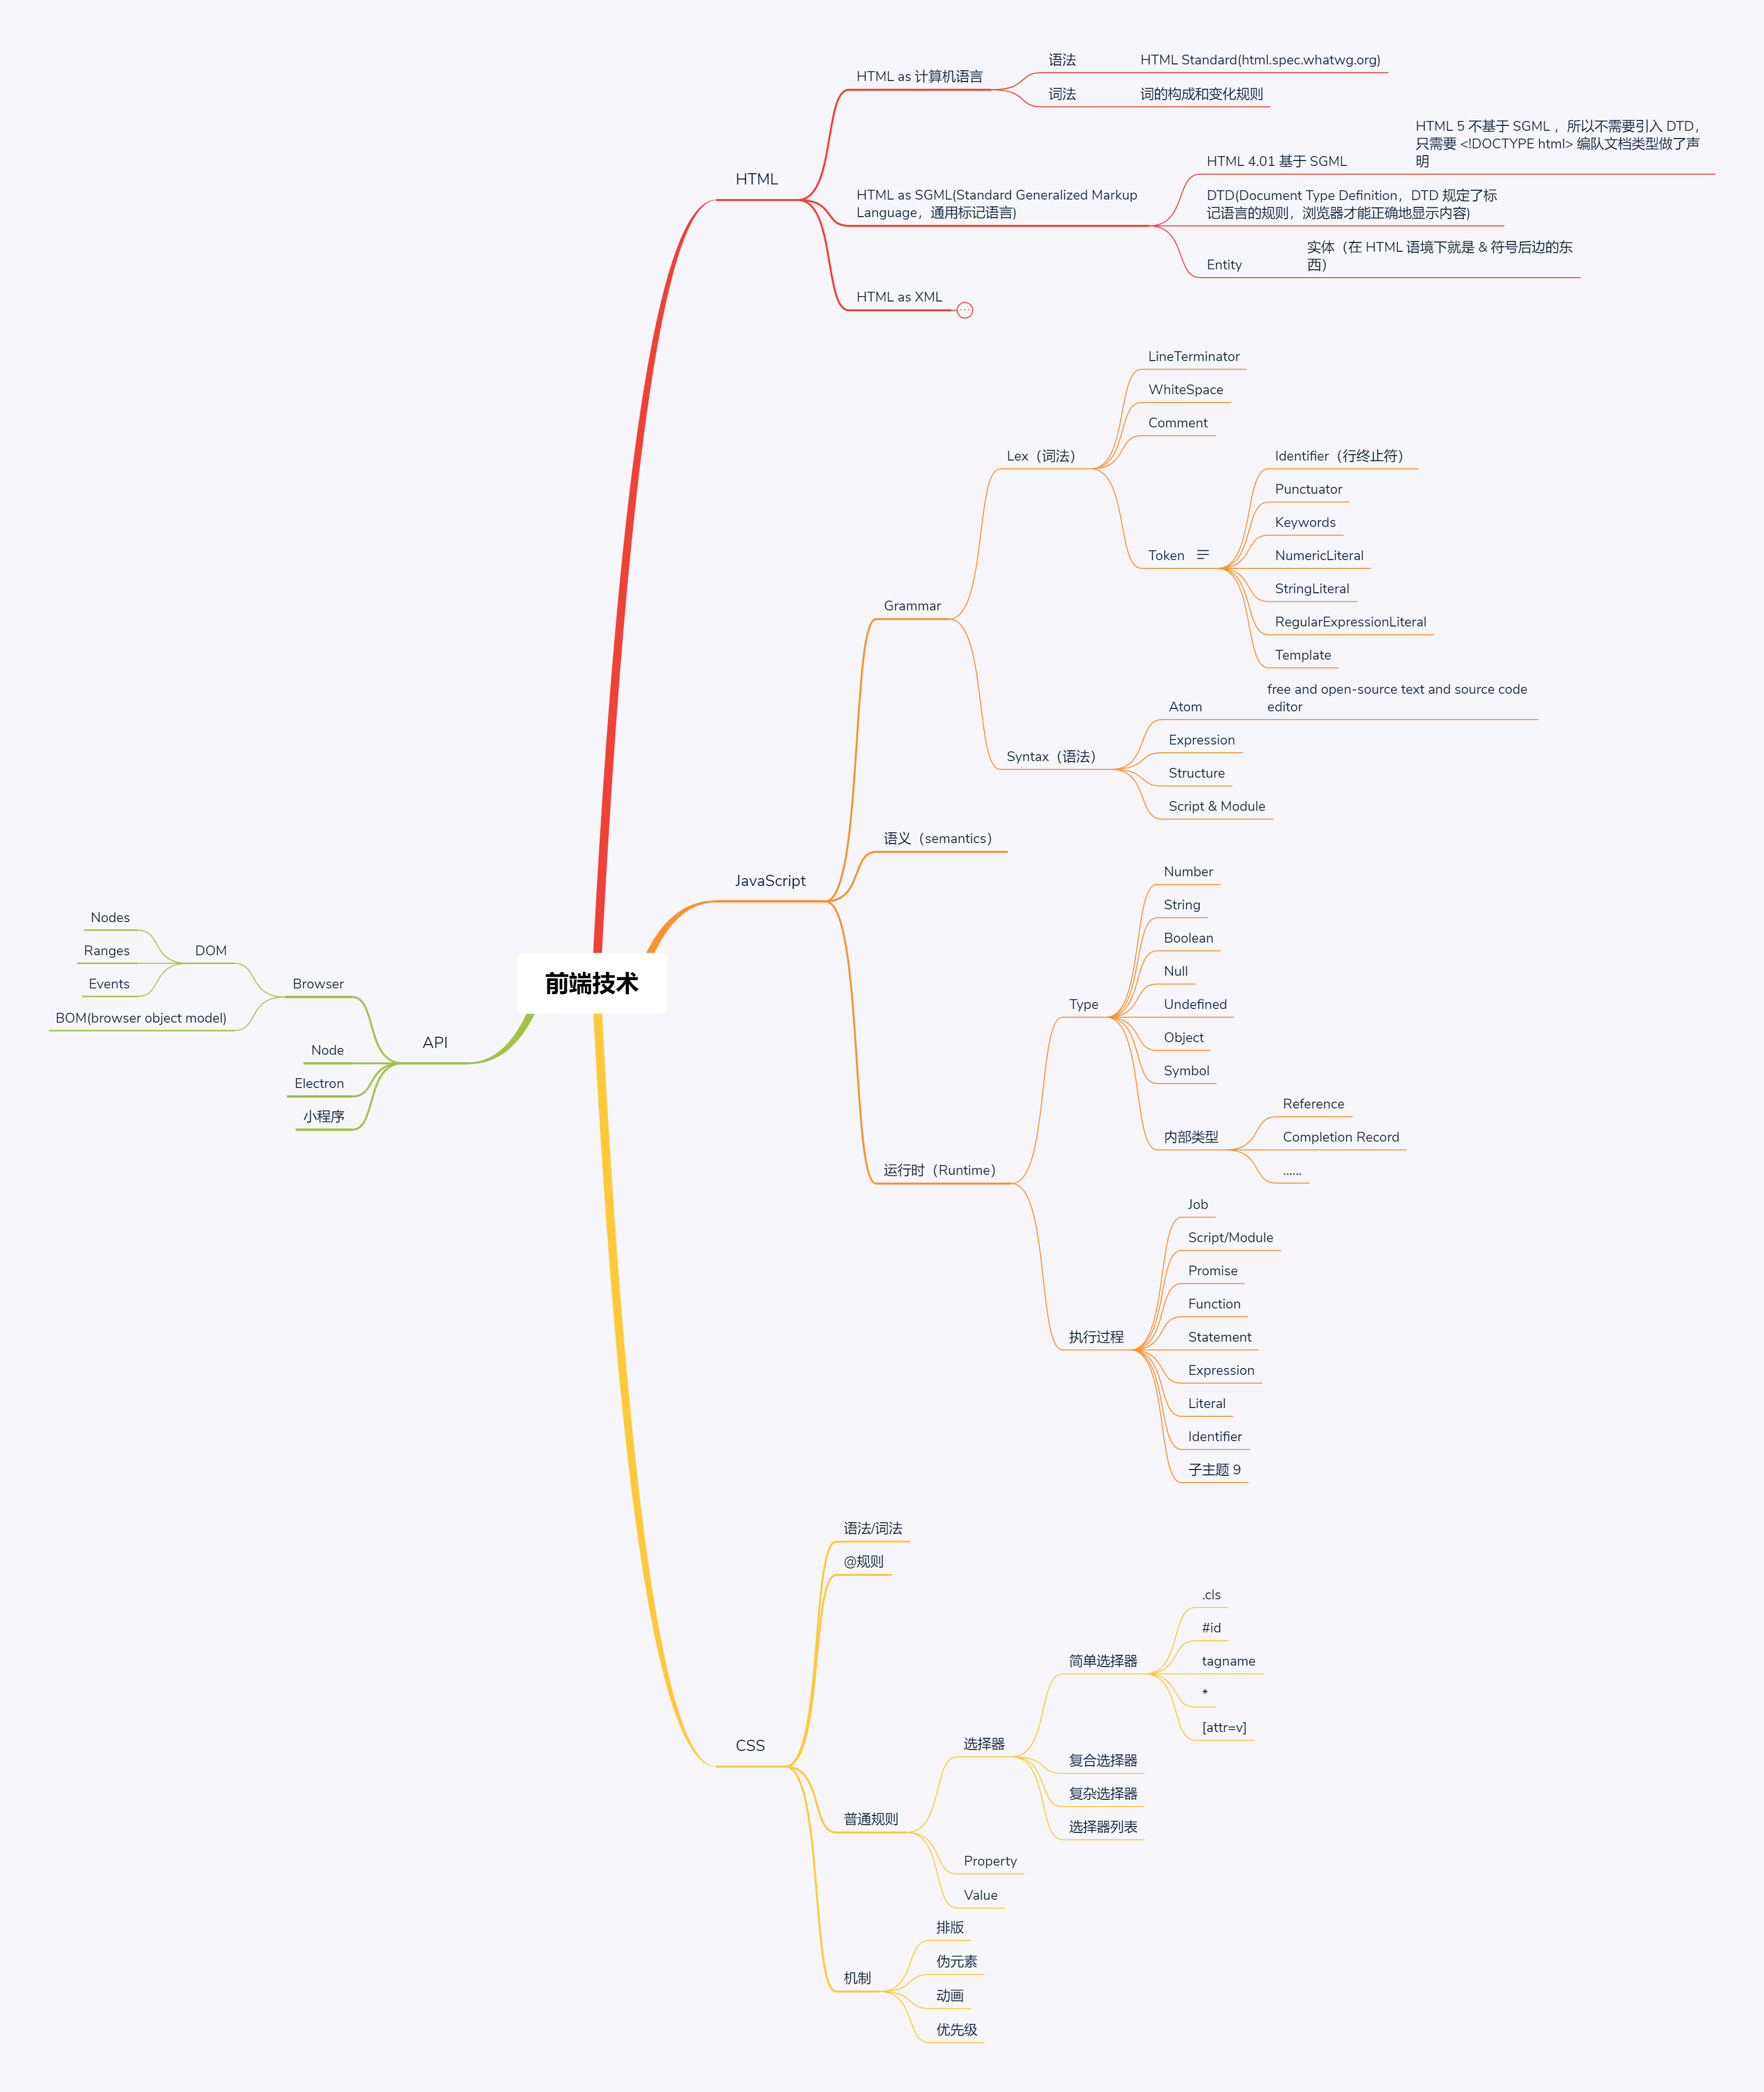 前端技术
HTML
HTML as 计算机语言
语法
HTML Standard(html.spec.whatwg.org)
词法
词的构成和变化规则
HTML as SGML(Standard Generalized Markup
Language，通用标记语言)
HTML 4.01 基于 SGML
HTML 5 不基于 SGML ，所以不需要引入 DTD，
只需要 <!DOCTYPE html> 编队文档类型做了声
明
DTD(Document Type Definition，DTD 规定了标
记语言的规则，浏览器才能正确地显示内容)
Entity
实体（在 HTML 语境下就是 & 符号后边的东
西）
HTML as XML
JavaScript
Grammar
Lex（词法）
LineTerminator
WhiteSpace
Comment
Token
Identifier（行终止符）
Punctuator
Keywords
NumericLiteral
StringLiteral
RegularExpressionLiteral
Template
Syntax（语法）
Atom
free and open-source text and source code
editor
Expression
Structure
Script & Module
语义（semantics）
运行时（Runtime）
Type
Number
String
Boolean
Null
Undefined
Object
Symbol
内部类型
Reference
Completion Record
……
执行过程
Job
Script/Module
Promise
Function
Statement
Expression
Literal
Identifier
子主题 9
CSS
语法/词法
@规则
普通规则
选择器
简单选择器
.cls
#id
tagname
*
[attr=v]
复合选择器
复杂选择器
选择器列表
Property
Value
机制
排版
伪元素
动画
优先级
API
Browser
DOM
Nodes
Ranges
Events
BOM(browser object model)
Node
Electron
小程序